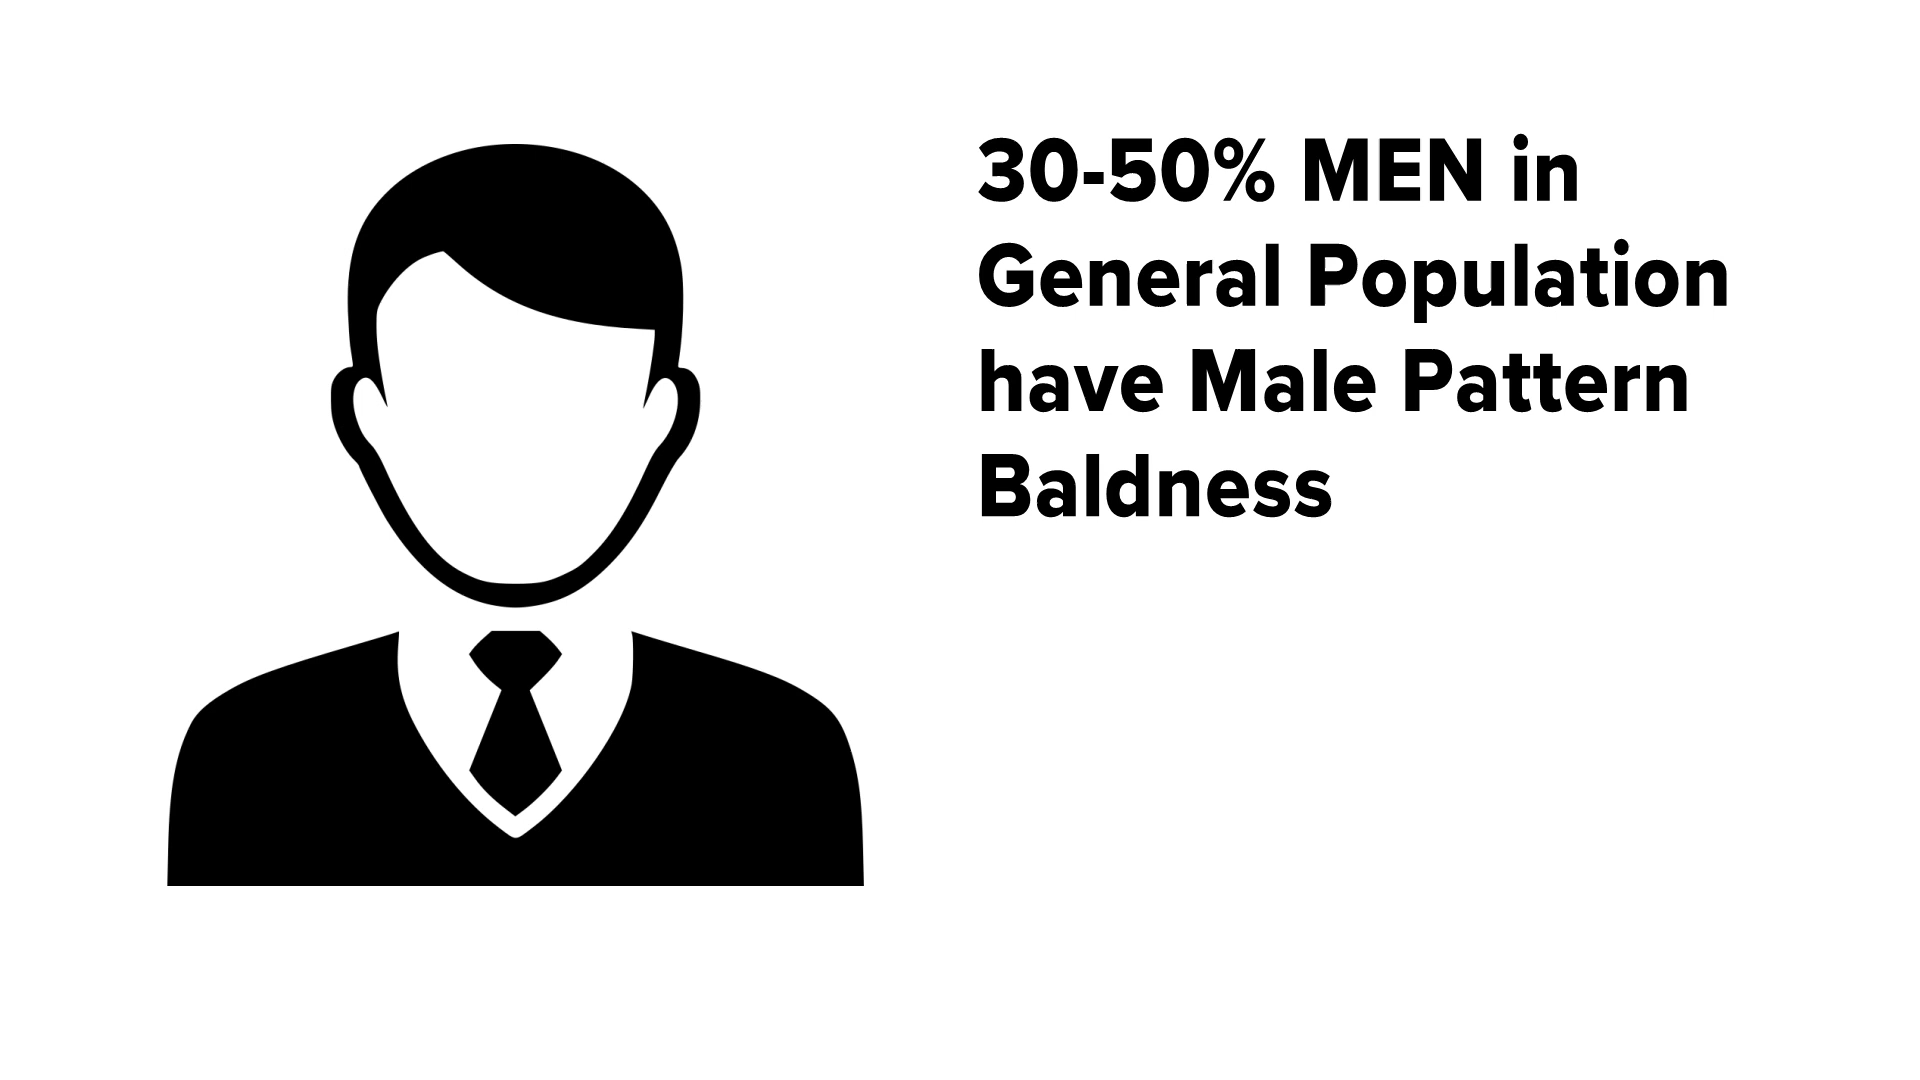 30-50% MEN in
General Population
have Male Pattern
Baldness